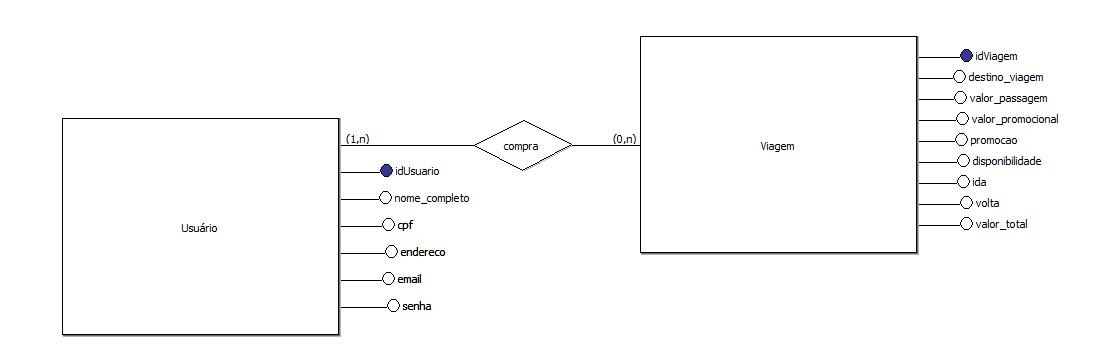 Usuário
(1,n)
idUsuario
nome_completo
cpf
endereco
email
senha
compra
(0,n)
Viagem
idViagem
destino_viagem
valor_passagem
valor_promocional
promocao
disponibilidade
ida
volta
valor_total